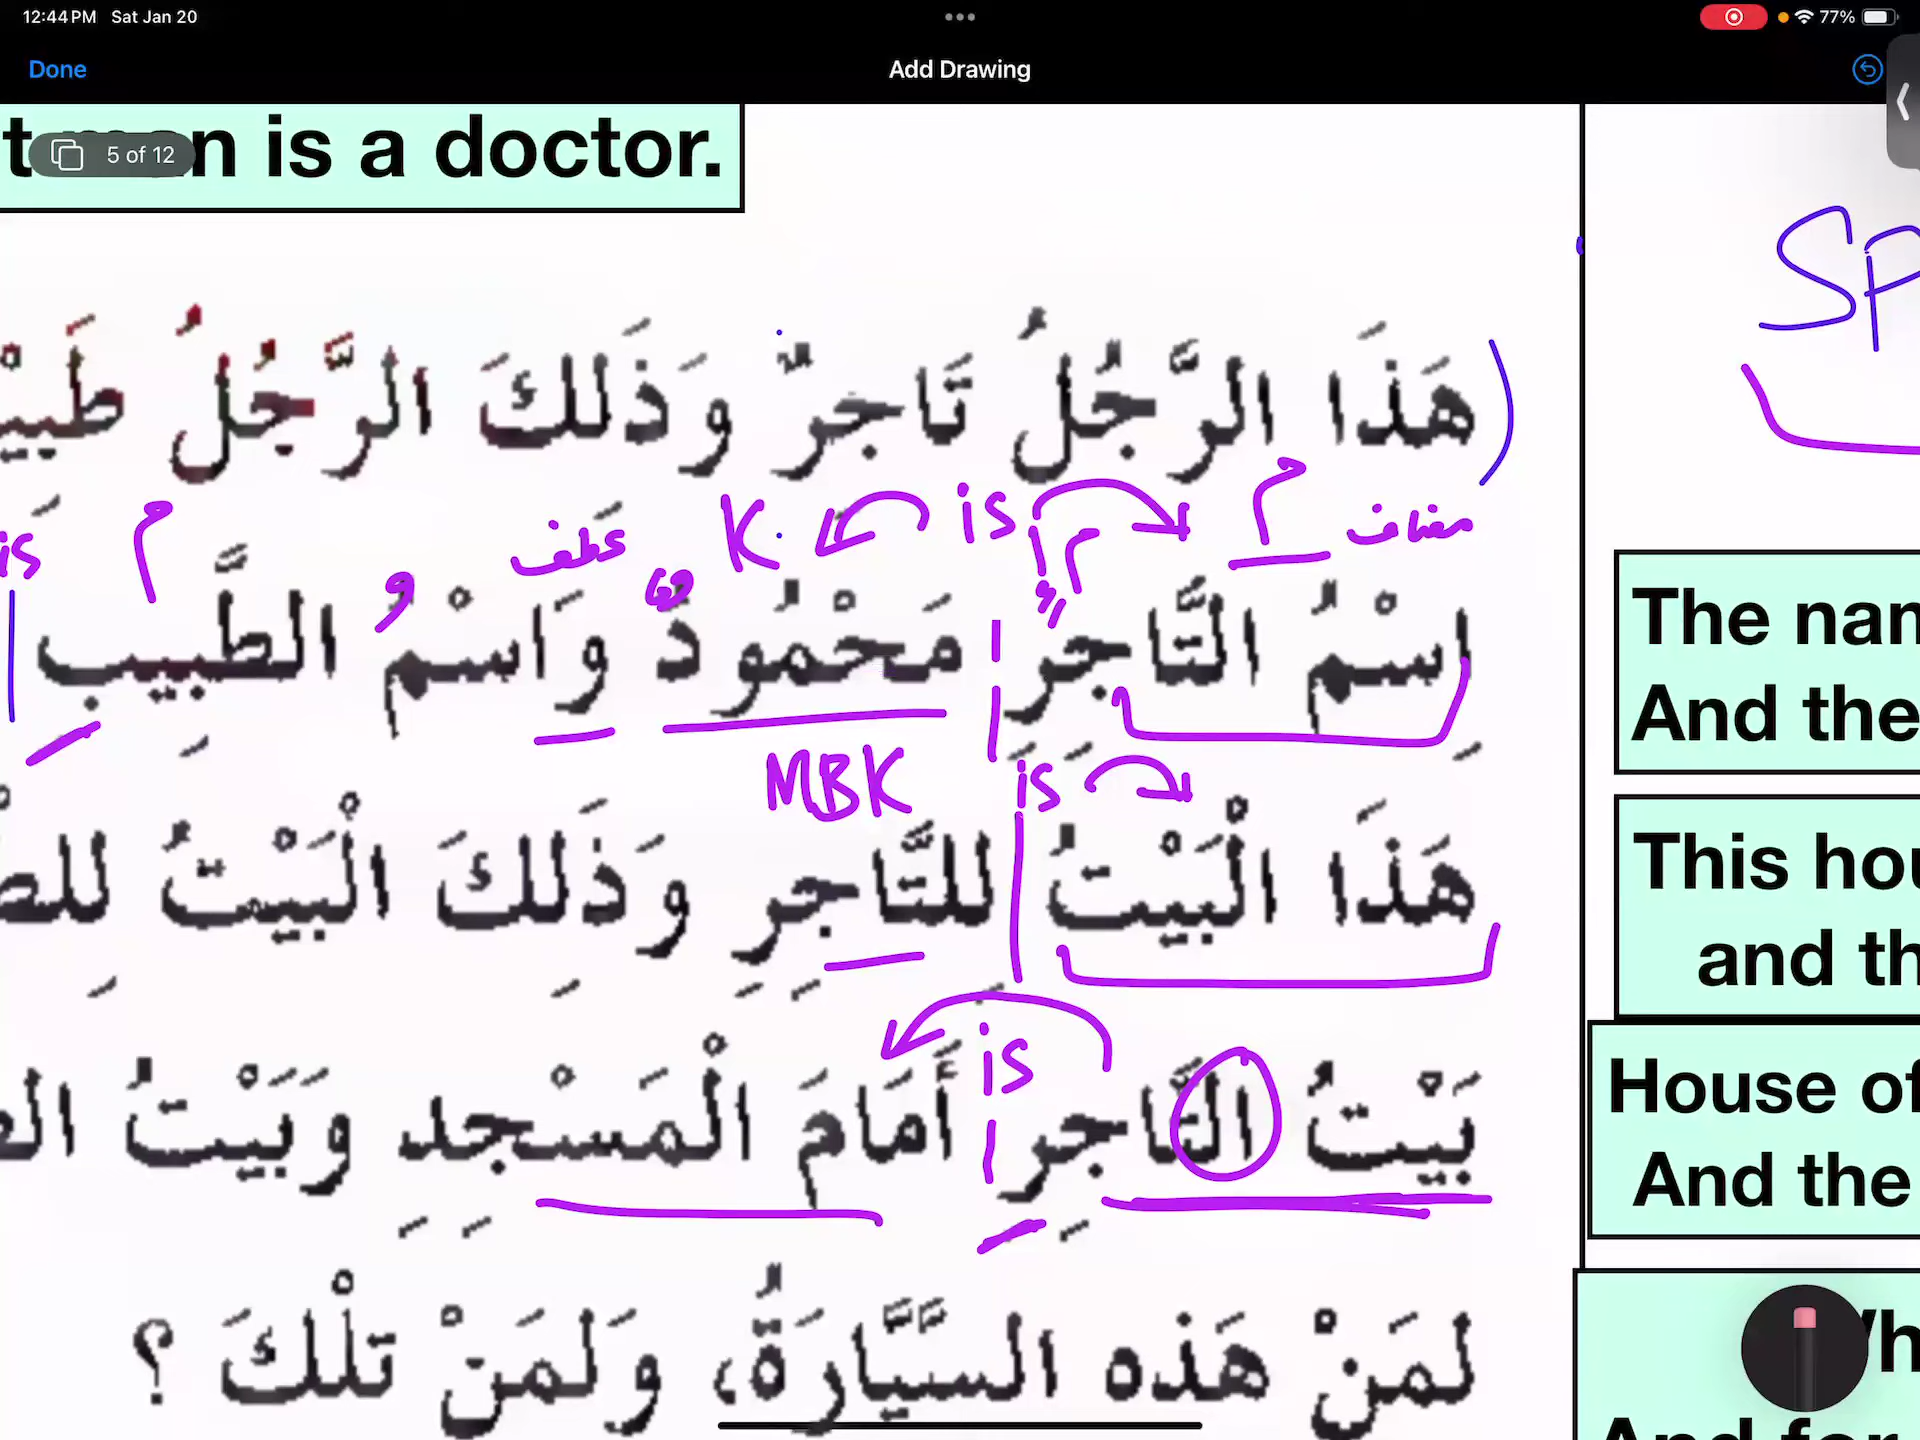 12:44 PM Sat Jan 20
77%
Done
Add Drawing
5 of 12
n is a doctor.
SP
هَذَا الرَّجُلُ تَاجِرٌ وَذَلِكَ الرَّجُلُ
is م عطف K. is م م مضاف
اِسْمُ التَّاجِرِ مَحْمُودٌ وَاسْمُ الطَّبِيبِ
MBK is
هَذَا الْبَيْتُ لِلتَّاجِرِ وَذَلِكَ الْبَيْتُ
is
بَيْتُ التَّاجِرِ أَمَامَ الْمَسْجِدِ وَبَيْتُ
لِمَنْ هَذِهِ السَّيَّارَةُ، وَلِمَنْ تِلْكَ ؟
The nan
And the
This hou
and th
House of
And the